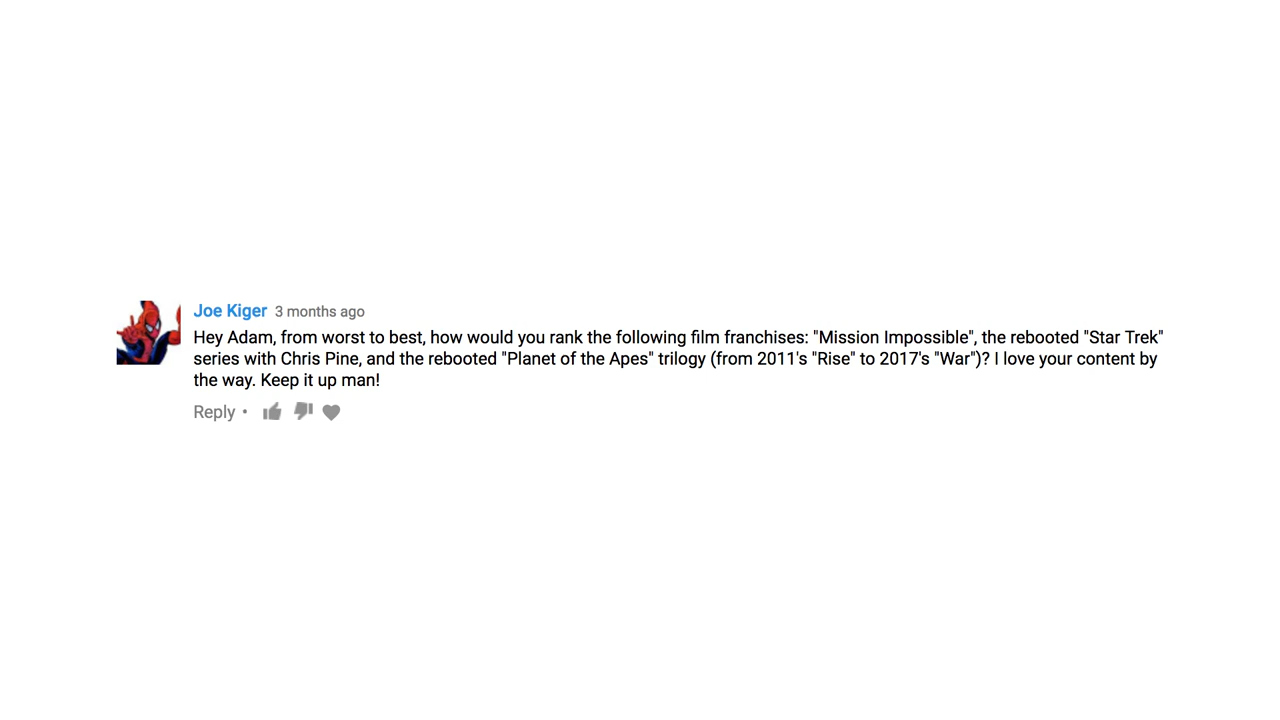 Joe Kiger 3 months ago
Hey Adam, from worst to best, how would you rank the following film franchises: "Mission Impossible", the rebooted "Star Trek"
series with Chris Pine, and the rebooted "Planet of the Apes" trilogy (from 2011's "Rise" to 2017's "War")? I love your content by
the way. Keep it up man!
Reply •